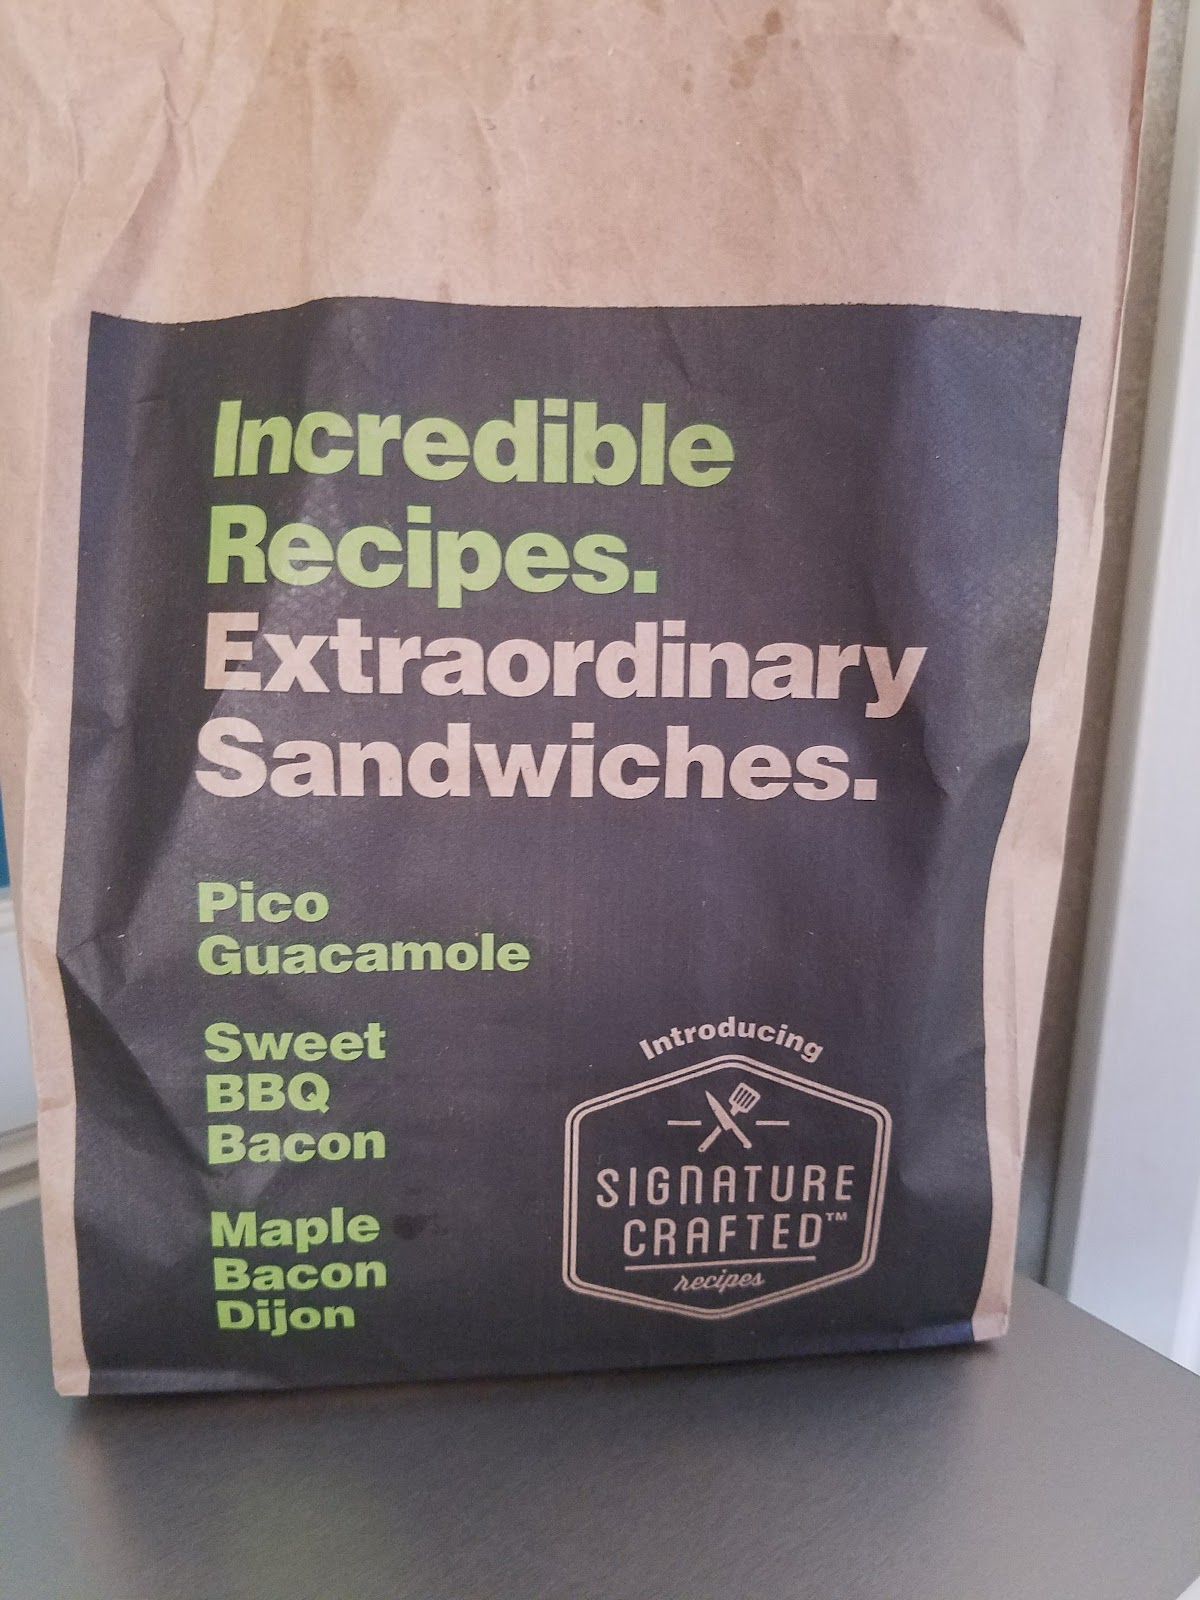 Incredible
Recipes.
Extraordinary
Sandwiches.
Pico
Guacamole
Sweet
BBQ
Bacon
Maple
Bacon
Dijon
Introducing
SIGNATURE
CRAFTED™
recipes